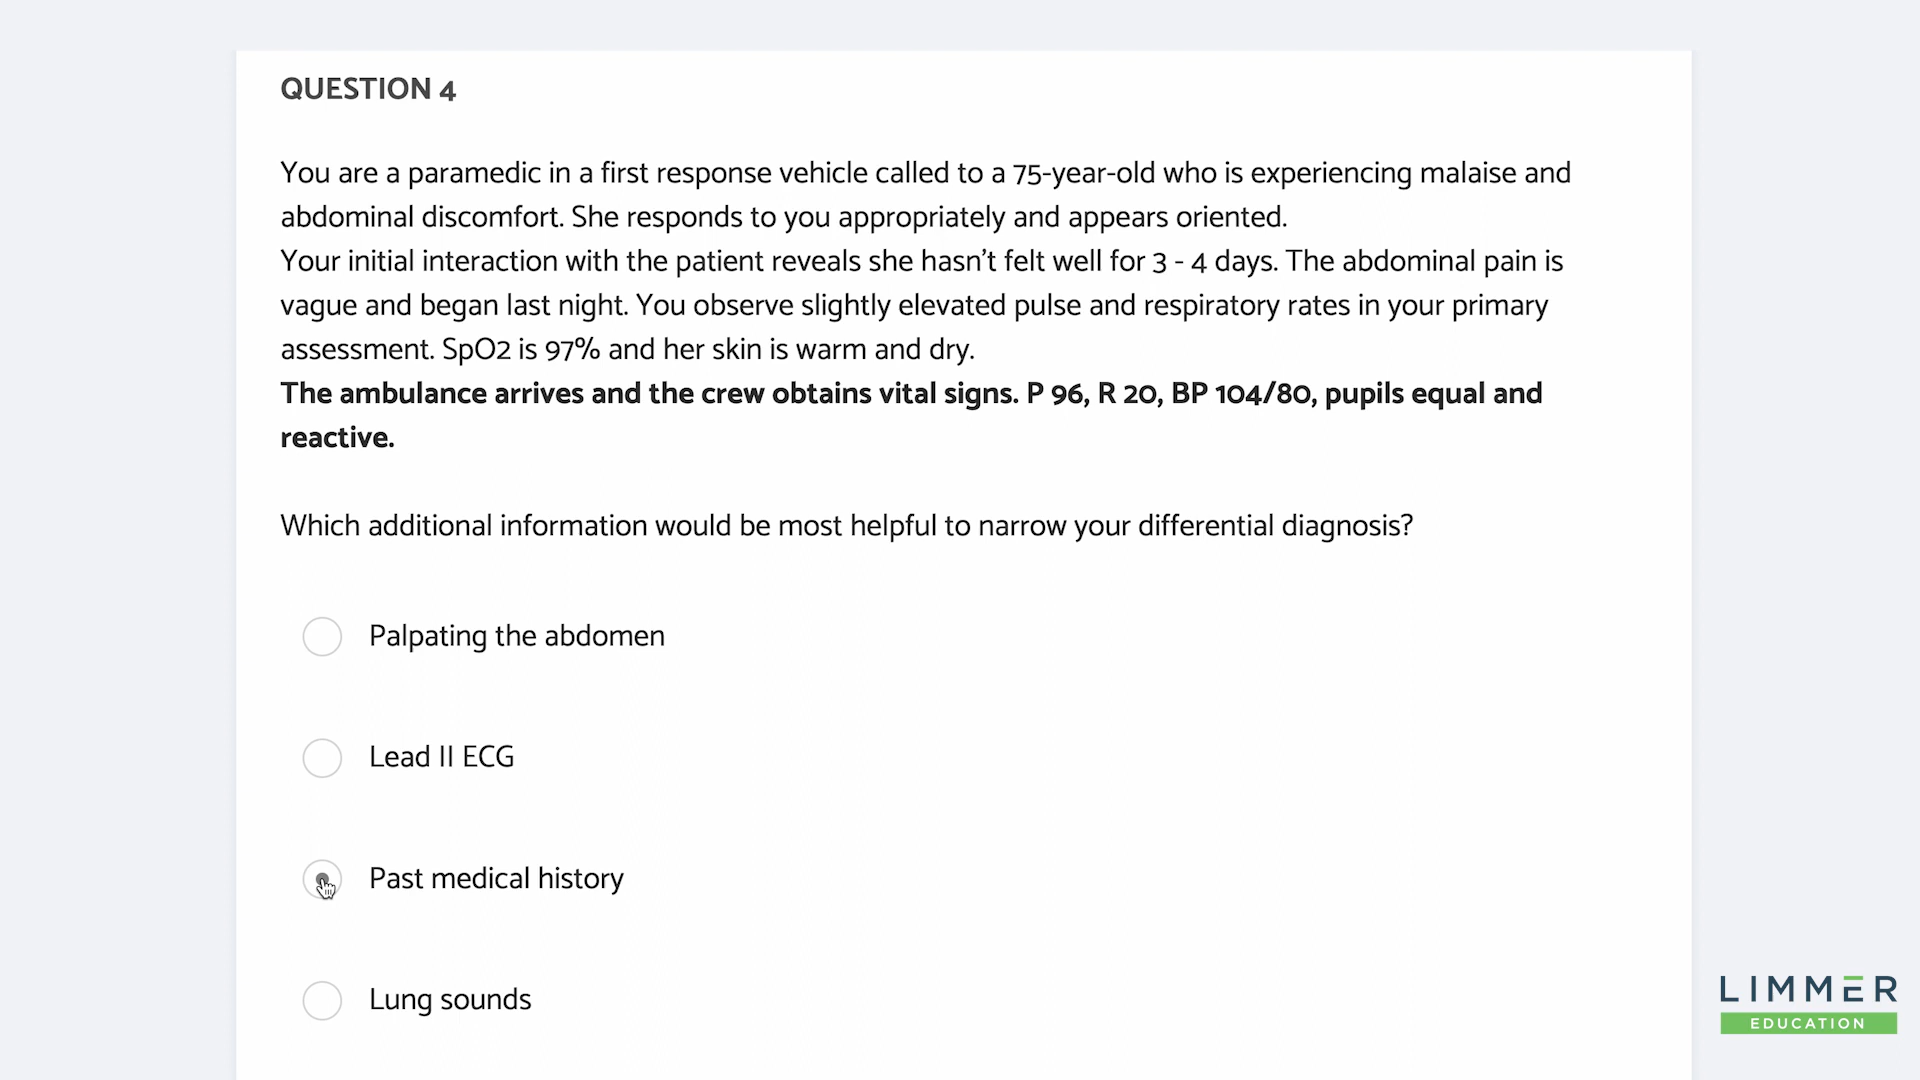 QUESTION 4
You are a paramedic in a first response vehicle called to a 75-year-old who is experiencing malaise and
abdominal discomfort. She responds to you appropriately and appears oriented.
Your initial interaction with the patient reveals she hasn’t felt well for 3 - 4 days. The abdominal pain is
vague and began last night. You observe slightly elevated pulse and respiratory rates in your primary
assessment. SpO2 is 97% and her skin is warm and dry.
The ambulance arrives and the crew obtains vital signs. P 96, R 20, BP 104/80, pupils equal and
reactive.
Which additional information would be most helpful to narrow your differential diagnosis?
Palpating the abdomen
Lead II ECG
Past medical history
Lung sounds
LIMMER
EDUCATION